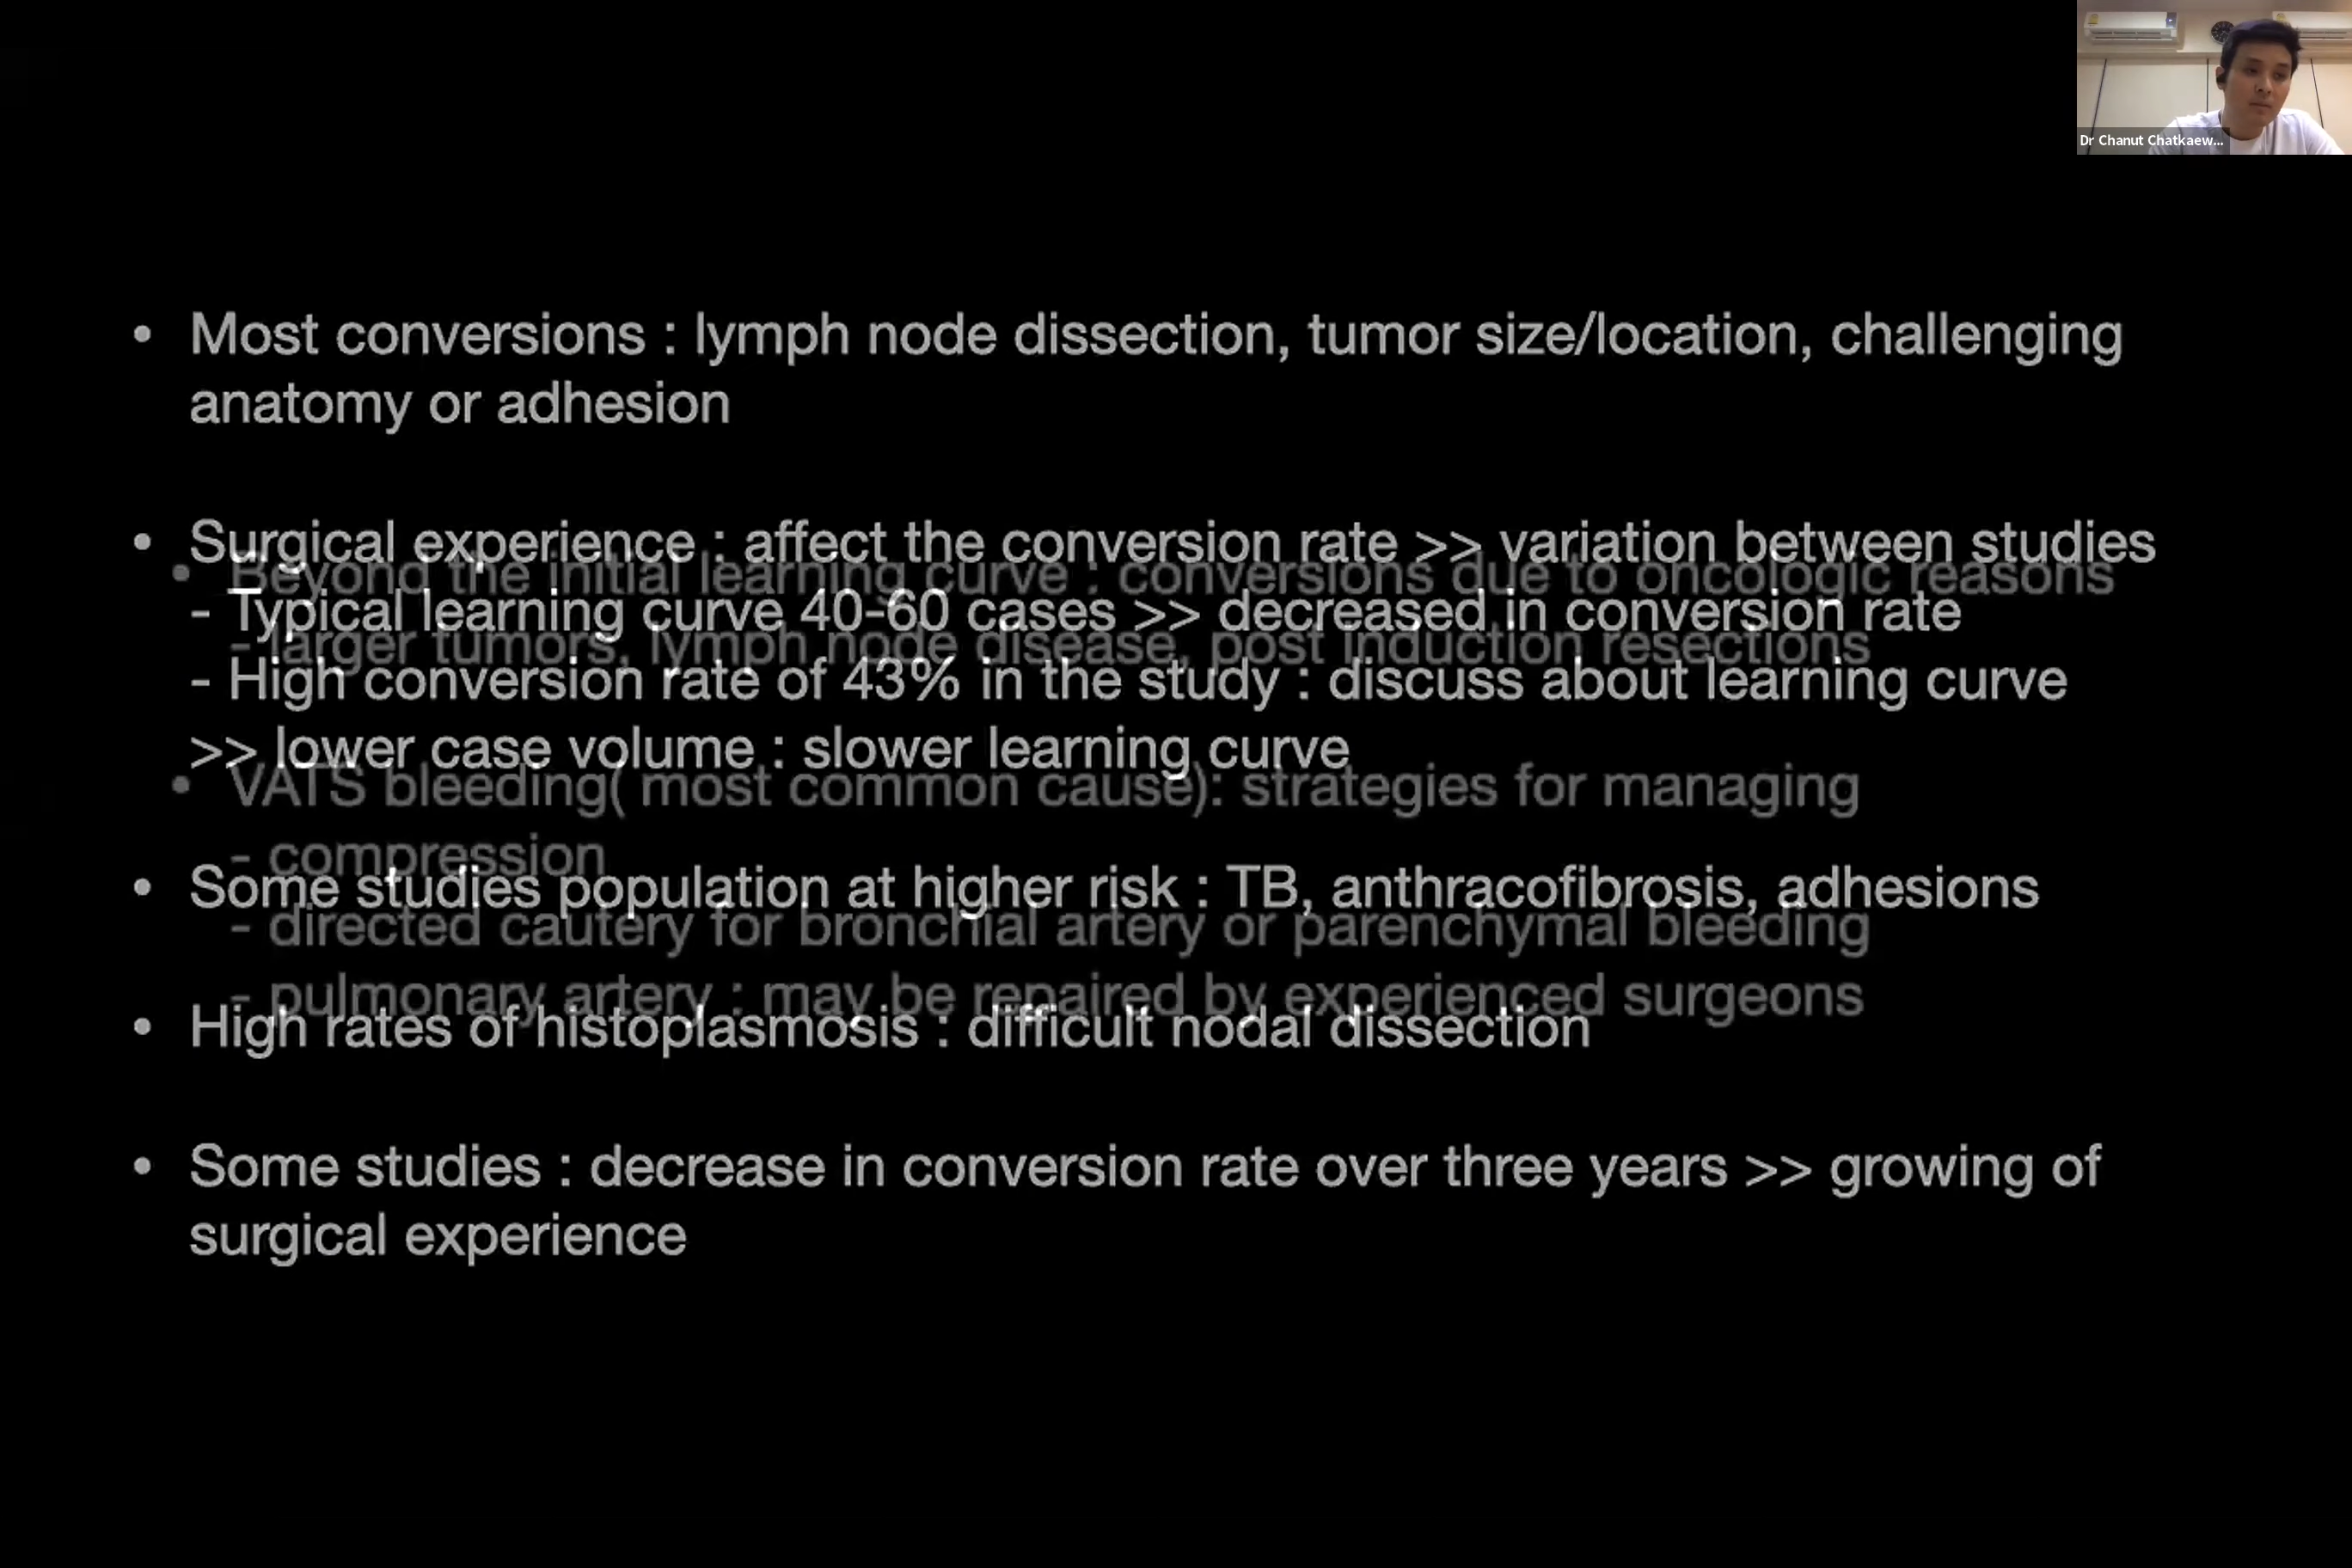 Dr Chanut Chatkaew...
• Most conversions : lymph node dissection, tumor size/location, challenging
anatomy or adhesion
• Surgical experience : affect the conversion rate >> variation between studies
- Typical learning curve 40-60 cases >> decreased in conversion rate
- High conversion rate of 43% in the study : discuss about learning curve
>> lower case volume : slower learning curve
• Some studies population at higher risk : TB, anthracofibrosis, adhesions
• High rates of histoplasmosis : difficult nodal dissection
• Some studies : decrease in conversion rate over three years >> growing of
surgical experience
• Beyond the initial learning curve : conversions due to oncologic reasons
- larger tumors, lymph node disease, post induction resections
• VATS bleeding( most common cause): strategies for managing
- compression
- directed cautery for bronchial artery or parenchymal bleeding
- pulmonary artery : may be repaired by experienced surgeons